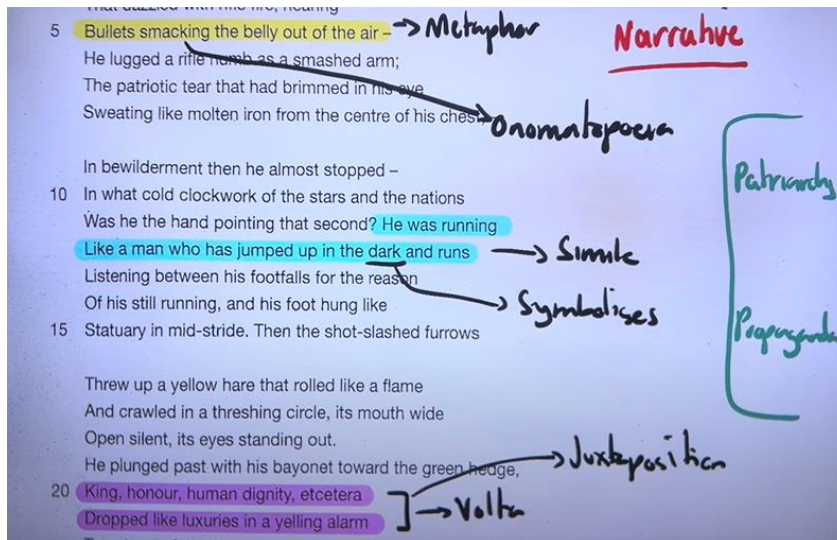 That dazzled with rifle fire, hearing
5 Bullets smacking the belly out of the air – → Metaphor
Narrative
He lugged a rifle numb as a smashed arm;
The patriotic tear that had brimmed in his eye
Sweating like molten iron from the centre of his chest,
Onomatopoeia
In bewilderment then he almost stopped –
Patriarchy
10 In what cold clockwork of the stars and the nations
Was he the hand pointing that second? He was running
Like a man who has jumped up in the dark and runs → Simile
Listening between his footfalls for the reason
Of his still running, and his foot hung like
Symbolises
15 Statuary in mid-stride. Then the shot-slashed furrows
Propaganda
Threw up a yellow hare that rolled like a flame
And crawled in a threshing circle, its mouth wide
Open silent, its eyes standing out.
He plunged past with his bayonet toward the green hedge,
Juxtaposition
20 King, honour, human dignity, etcetera
Dropped like luxuries in a yelling alarm
] → Volta